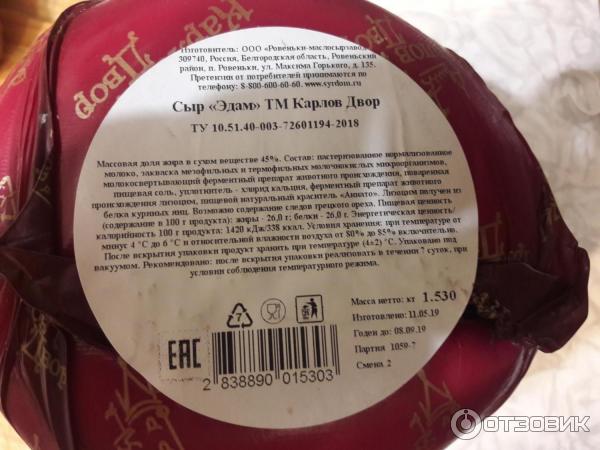 Изготовитель: ООО «Ровеньки-маслосырзавод»
309740, Россия, Белгородская область, Ровеньский
район, п. Ровеньки, ул. Максима Горького, д. 135.
Претензии от потребителей принимаются по
телефону: 8-800-600-60-60. www.syrdom.ru
Сыр «Эдам» ТМ Карлов Двор
ТУ 10.51.40-003-72601194-2018
Массовая доля жира в сухом веществе 45%. Состав: пастеризованное нормализованное
молоко, закваска мезофильных и термофильных молочнокислых микроорганизмов,
молокосвертывающий ферментный препарат животного происхождения, поваренная
пищевая соль, уплотнитель - хлорид кальция, ферментный препарат животного
происхождения лизоцим, пищевой натуральный краситель «Аннато». Лизоцим получен из
белка куриных яиц. Возможно содержание следов грецкого ореха. Пищевая ценность
(содержание в 100 г продукта): жиры - 26,0 г; белки - 26,0 г. Энергетическая ценность/
калорийность 100 г продукта: 1420 кДж/338 ккал. Условия хранения: при температуре от
минус 4 °С до 6 °С и относительной влажности воздуха от 80% до 85% включительно.
После вскрытия упаковки продукт хранить при температуре (4±2) °С. Упаковано под
вакуумом. Рекомендовано: после вскрытия упаковки реализовать в течении 7 суток, при
условии соблюдения температурного режима.
7
Масса нетто: кг 1.530
Изготовлено: 11.05.19
Годен до: 08.09.19
Партия 1059-7
Смена 2
ЕАС
2 838890 015303
Карлов Двор
Двор
Двор
ОТЗОВИК